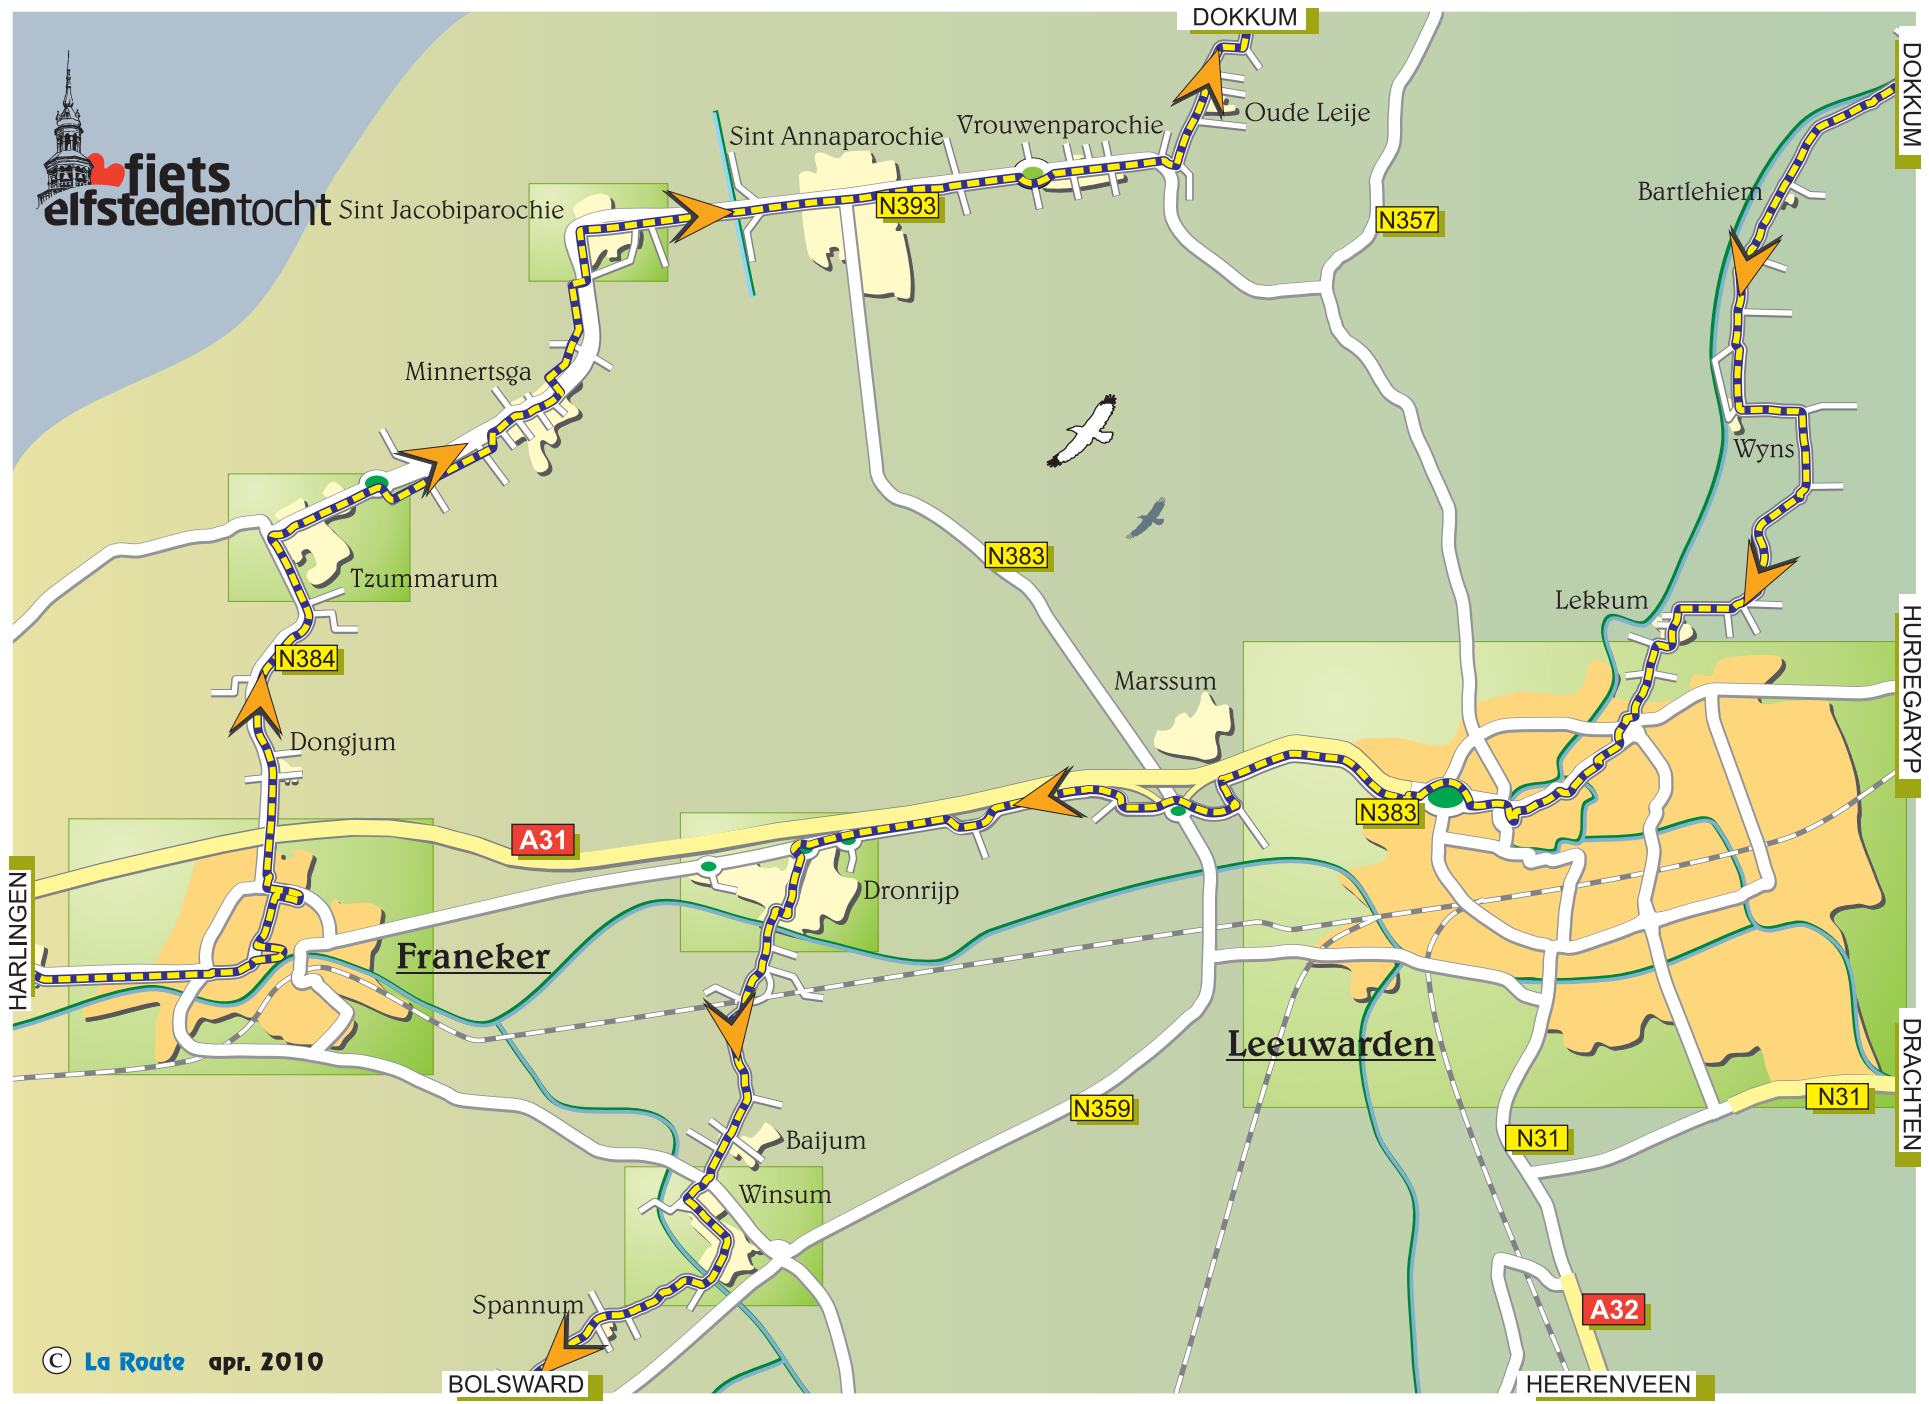 DOKKUM
DOKKUM
fiets
elfstedentocht
Oude Leije
Vrouwenparochie
Sint Annaparochie
Sint Jacobiparochie
N393
N357
Bartlehiem
Minnertsga
Wyns
N383
Tzummarum
Lekkum
HURDEGARYP
N384
Marssum
Dongjum
N383
A31
Dronrijp
HARLINGEN
Franeker
Leeuwarden
DRACHTEN
N31
N359
N31
Baijum
Winsum
Spannum
A32
© La Route apr. 2010
BOLSWARD
HEERENVEEN